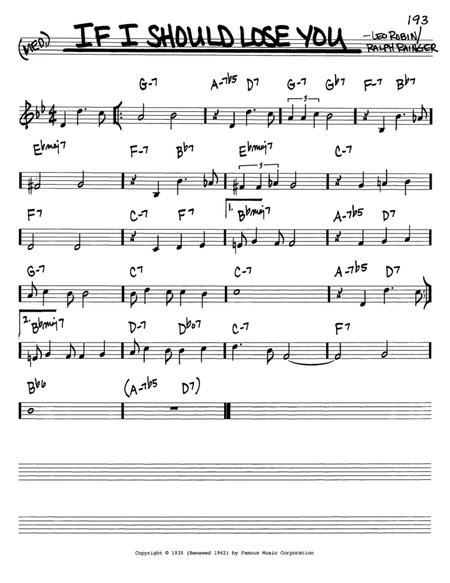 193
(MED.) IF I SHOULD LOSE YOU –LEO ROBIN/
RALPH RAINGER
G-7 A-7b5 D7 G-7 Gb7 F-7 Bb7
3
Ebmaj7 F-7 Bb7 Ebmaj7 C-7
3
F7 C-7 F7 1. Bbmaj7 A-7b5 D7
G-7 C7 C-7 A-7b5 D7
2. Bbmaj7 D-7 Dbo7 C-7 F7
Bb6 (A-7b5 D7)
Copyright © 1935 (Renewed 1962) by Famous Music Corporation